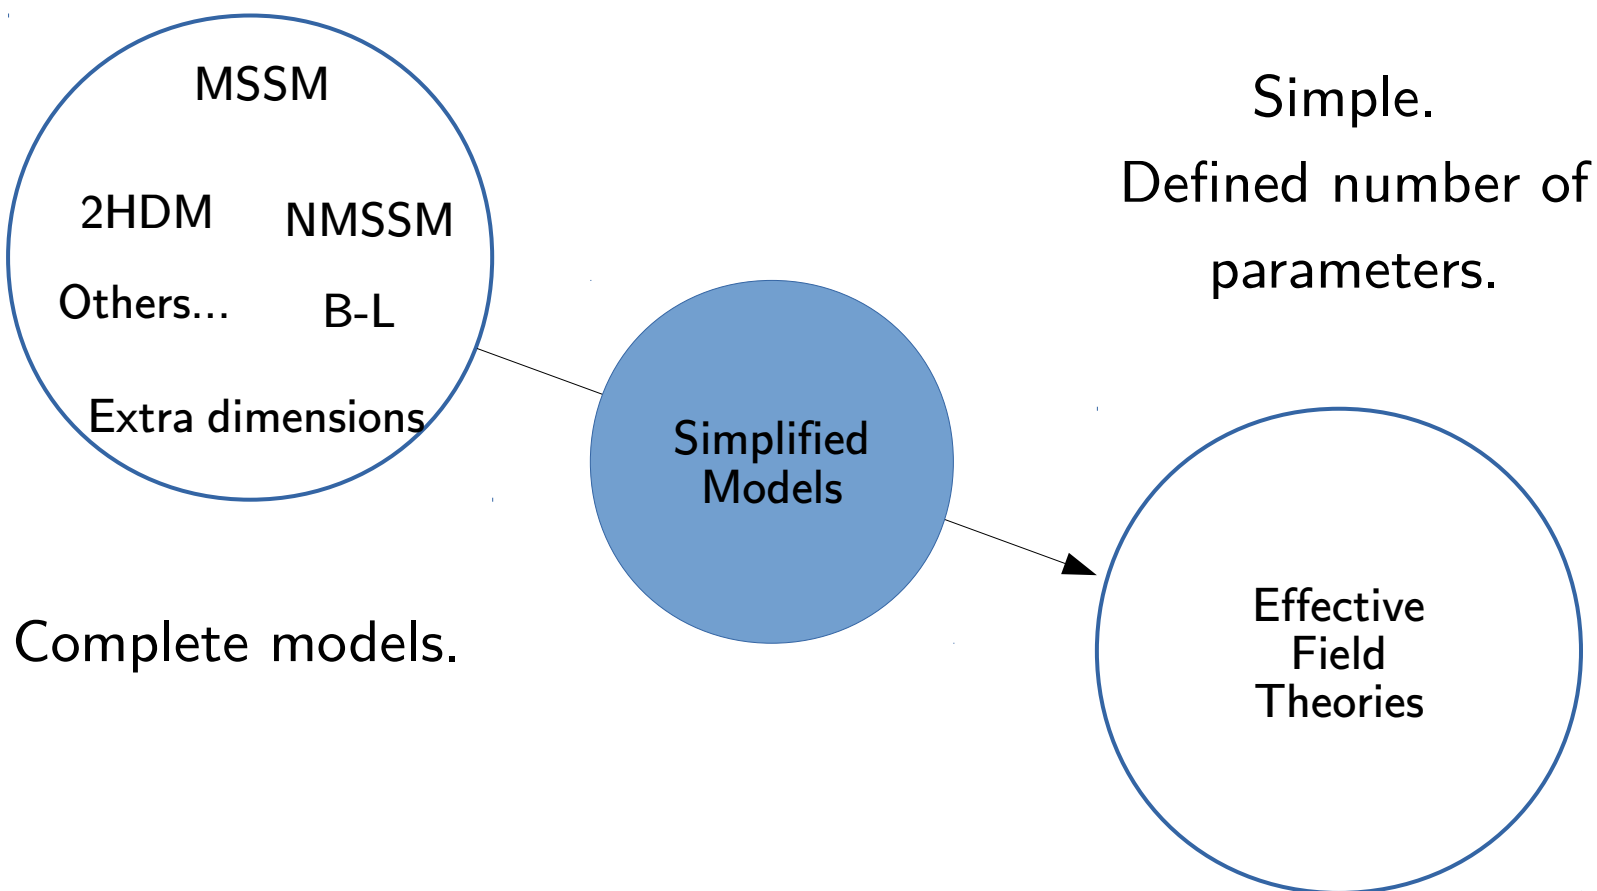 MSSM
2HDM NMSSM
Others... B-L
Extra dimensions
Complete models.
Simplified
Models
Simple.
Defined number of
parameters.
Effective
Field
Theories